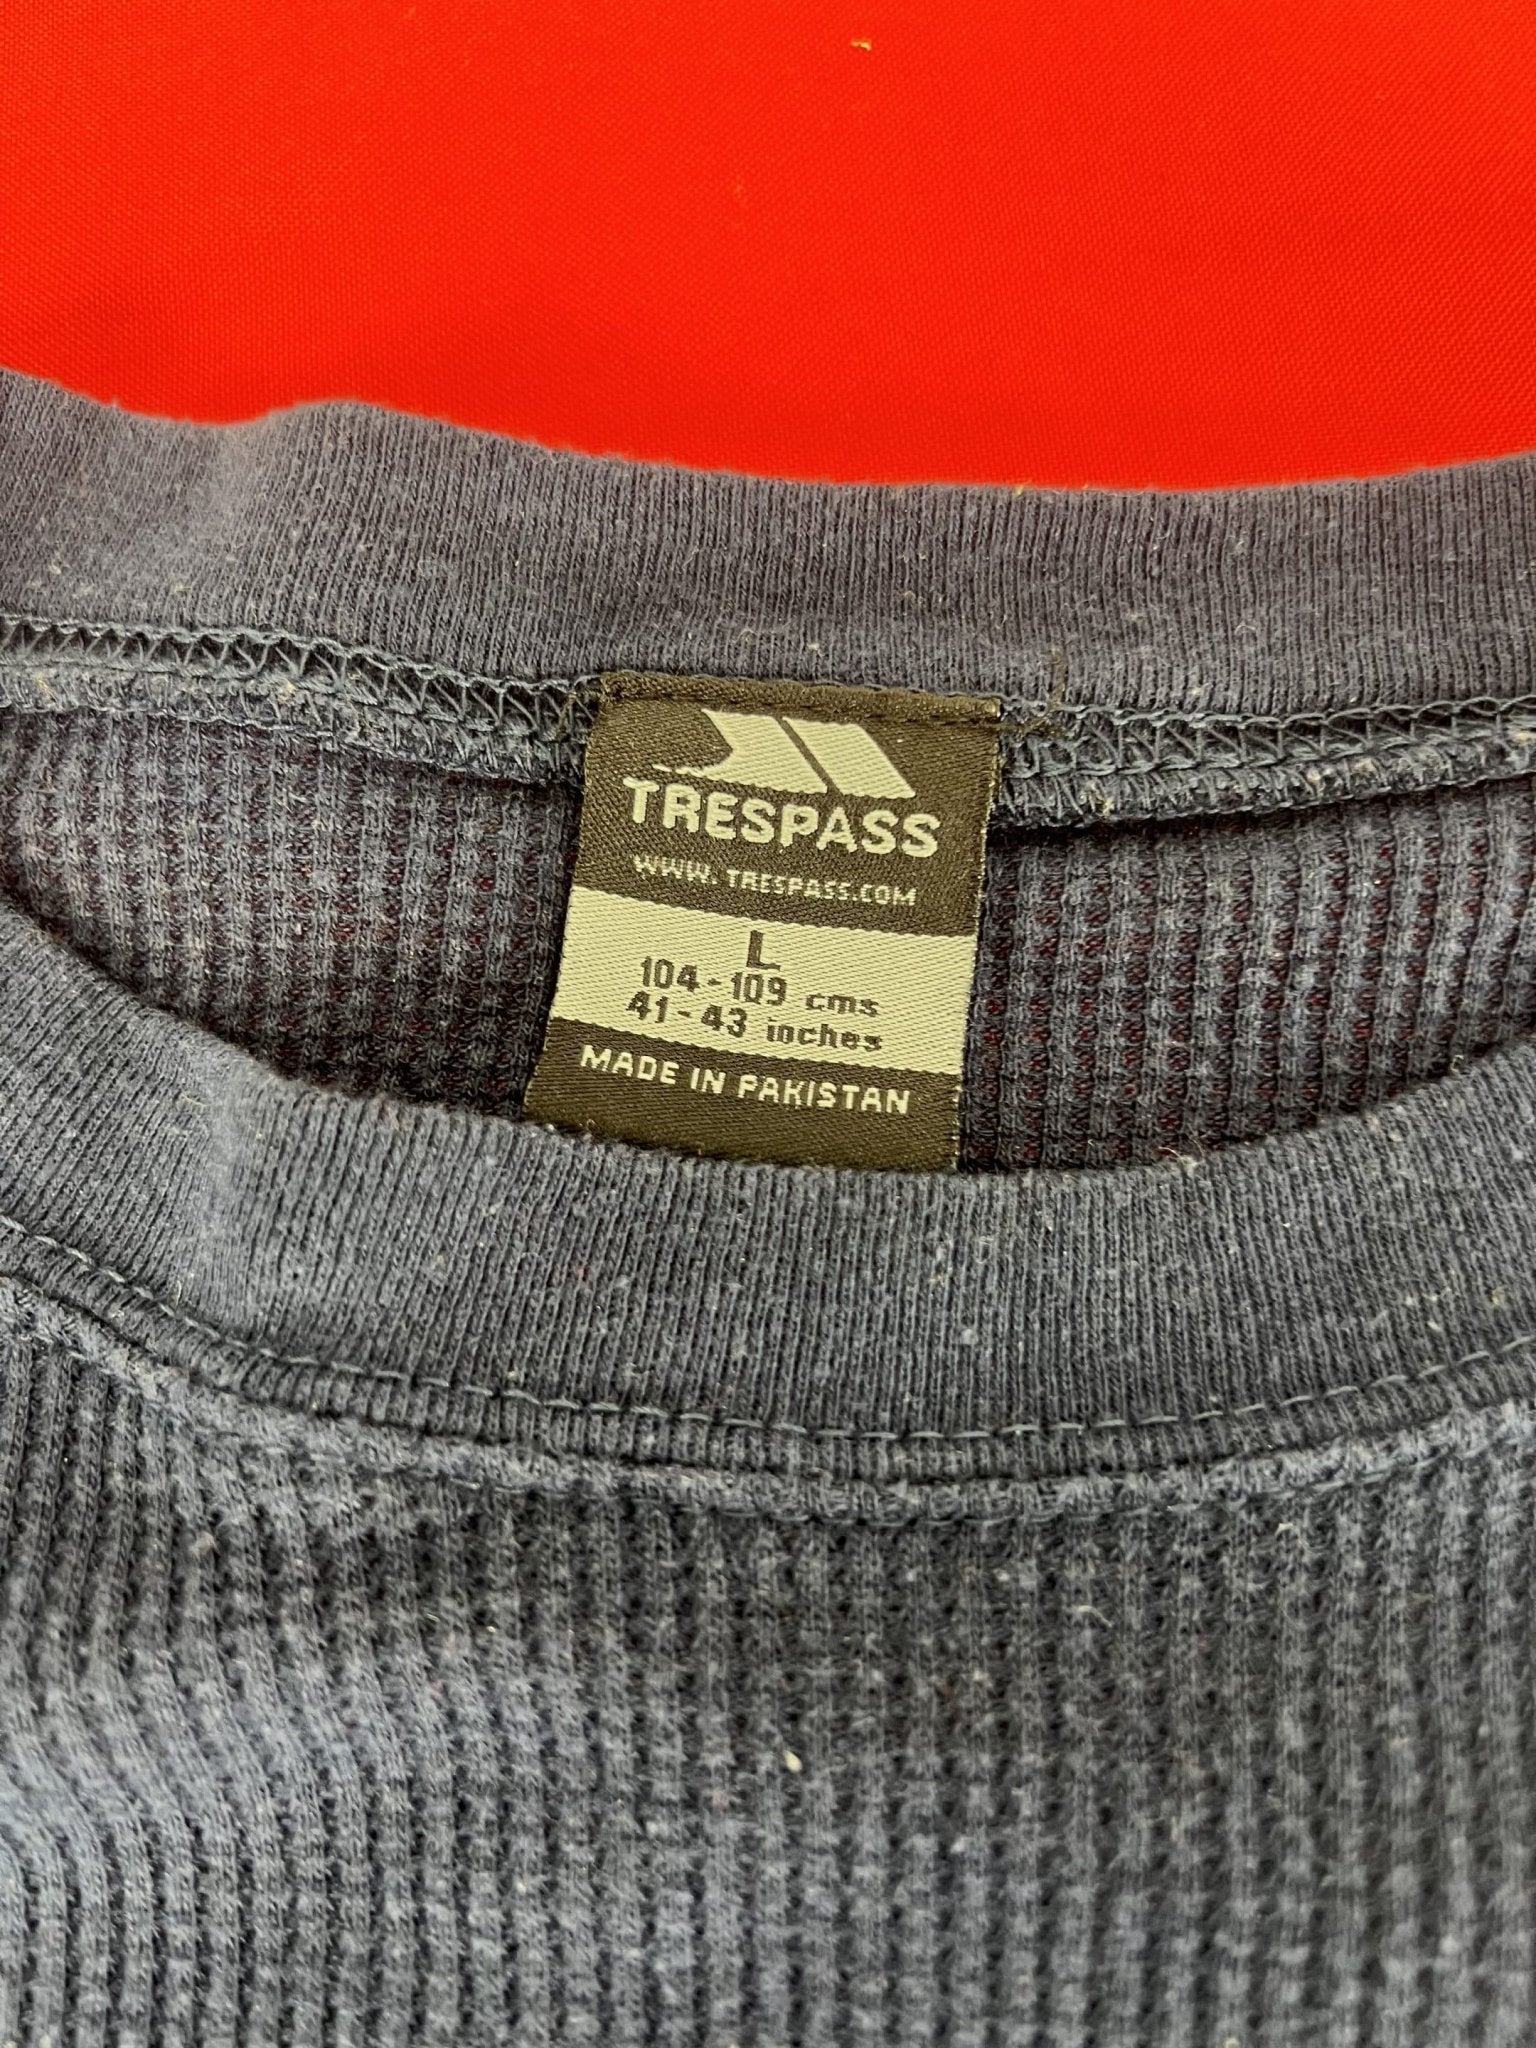 TRESPASS
WWW.TRESPASS.COM
L
104-109 cms
41-43 inches
MADE IN PAKISTAN